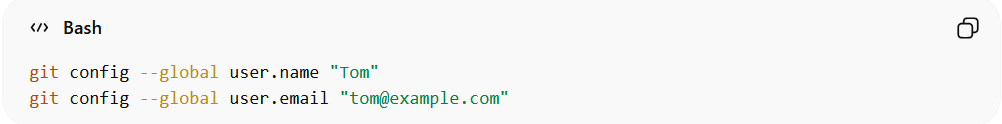 Bash
git config --global user.name "Tom"
git config --global user.email "tom@example.com"